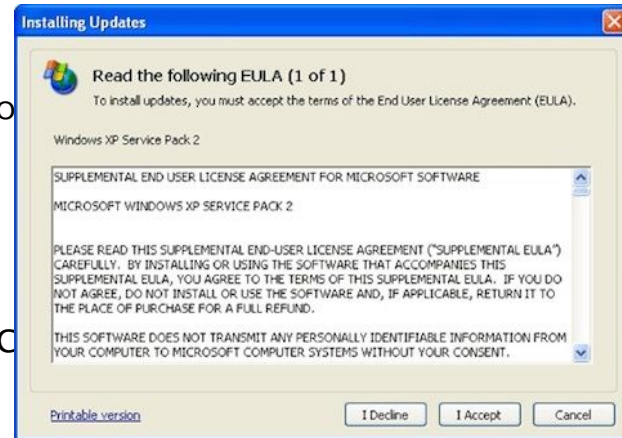 Installing Updates
Read the following EULA (1 of 1)
To install updates, you must accept the terms of the End User License Agreement (EULA).
Windows XP Service Pack 2
SUPPLEMENTAL END USER LICENSE AGREEMENT FOR MICROSOFT SOFTWARE
MICROSOFT WINDOWS XP SERVICE PACK 2
PLEASE READ THIS SUPPLEMENTAL END-USER LICENSE AGREEMENT ("SUPPLEMENTAL EULA")
CAREFULLY. BY INSTALLING OR USING THE SOFTWARE THAT ACCOMPANIES THIS
SUPPLEMENTAL EULA, YOU AGREE TO THE TERMS OF THIS SUPPLEMENTAL EULA. IF YOU DO
NOT AGREE, DO NOT INSTALL OR USE THE SOFTWARE AND, IF APPLICABLE, RETURN IT TO
THE PLACE OF PURCHASE FOR A FULL REFUND.
THIS SOFTWARE DOES NOT TRANSMIT ANY PERSONALLY IDENTIFIABLE INFORMATION FROM
YOUR COMPUTER TO MICROSOFT COMPUTER SYSTEMS WITHOUT YOUR CONSENT.
Printable version I Decline I Accept Cancel